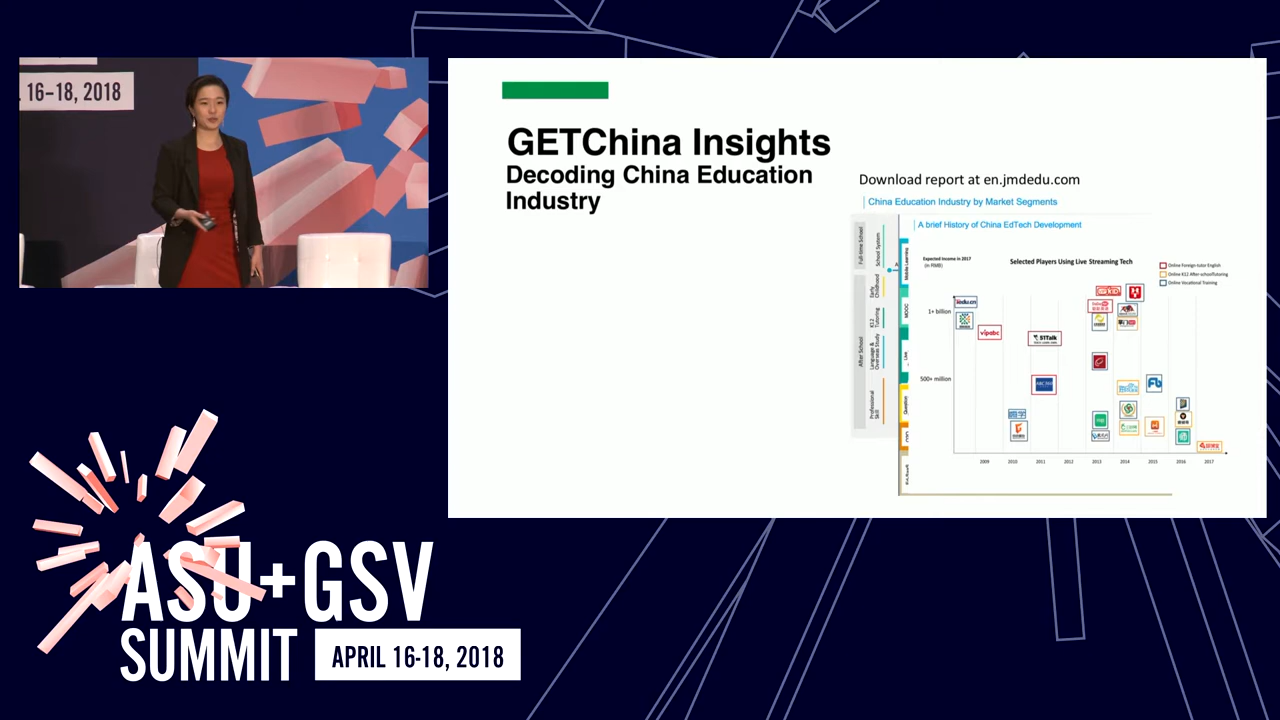 16-18, 2018
GETChina Insights
Decoding China Education
Industry
Download report at en.jmdedu.com
China Education Industry by Market Segments
A brief History of China EdTech Development
Full-time School
School System
Early Childhood
K12 Tutoring
After School
Language & Overseas Study
Professional Skill
Mobile Learning
MOOC
Live
Question
O2O
Expected Income in 2017
(in RMB)
Selected Players Using Live Streaming Tech
Online Foreign-tutor English
Online K12 After-schoolTutoring
Online Vocational Training
1+ billion
500+ million
vipabc
51Talk
ABC360
Fb
2009 2010 2011 2012 2013 2014 2015 2016 2017
ASU+GSV
SUMMIT
APRIL 16-18, 2018